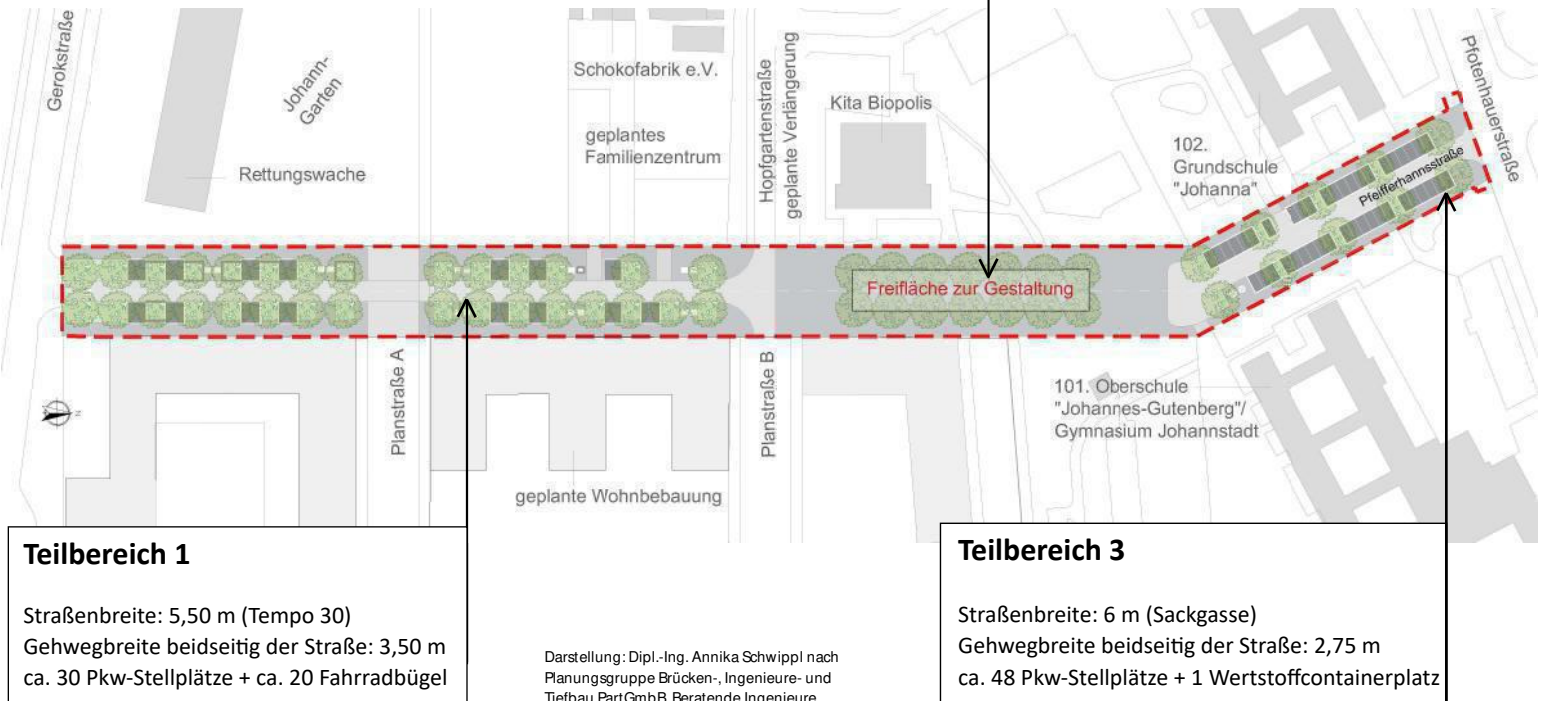 Gerokstraße
Johann-
Garten
Rettungswache
Schokofabrik e.V.
geplantes
Familienzentrum
Hopfgartenstraße
geplante Verlängerung
Kita Biopolis
102.
Grundschule
"Johanna"
Pfeifferhannsstraße
Pfotenhauerstraße
Freifläche zur Gestaltung
Planstraße A
Planstraße B
101. Oberschule
"Johannes-Gutenberg"/
Gymnasium Johannstadt
geplante Wohnbebauung
N
Teilbereich 1
Straßenbreite: 5,50 m (Tempo 30)
Gehwegbreite beidseitig der Straße: 3,50 m
ca. 30 Pkw-Stellplätze + ca. 20 Fahrradbügel
Darstellung: Dipl.-Ing. Annika Schwippl nach
Planungsgruppe Brücken-, Ingenieure- und
Tiefbau PartGmbB, Beratende Ingenieure
Teilbereich 3
Straßenbreite: 6 m (Sackgasse)
Gehwegbreite beidseitig der Straße: 2,75 m
ca. 48 Pkw-Stellplätze + 1 Wertstoffcontainerplatz